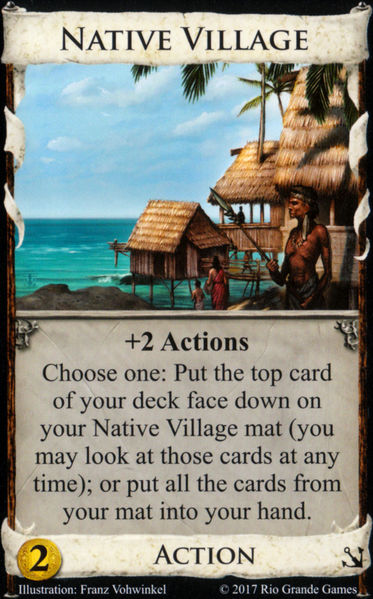 NATIVE VILLAGE
+2 Actions
Choose one: Put the top card
of your deck face down on
your Native Village mat (you
may look at those cards at any
time); or put all the cards from
your mat into your hand.
2 ACTION
Illustration: Franz Vohwinkel © 2017 Rio Grande Games